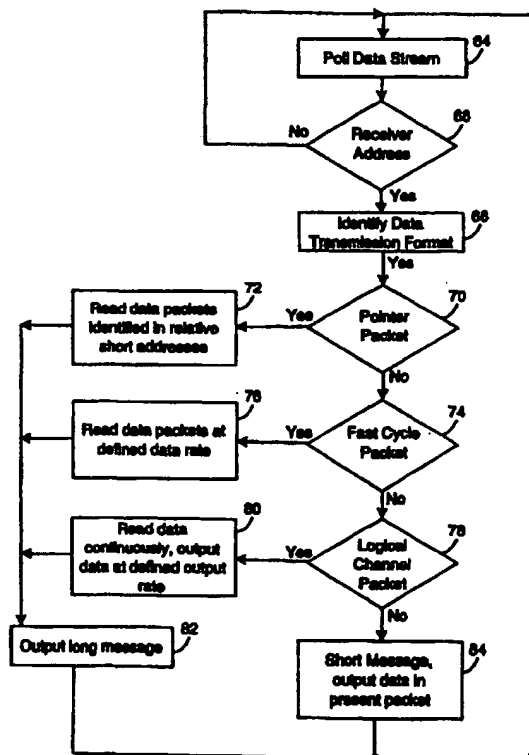 64
Poll Data Stream
66
Receiver
Address
No
Yes
68
Identify Data
Transmission Format
Yes
70
Pointer
Packet
Yes
No
72
Read data packets
identified in relative
short addresses
74
Fast Cycle
Packet
Yes
No
76
Read data packets at
defined data rate
78
Logical
Channel
Packet
Yes
No
80
Read data
continuously, output
data at defined output
rate
82
Output long message
84
Short Message,
output data in
present packet